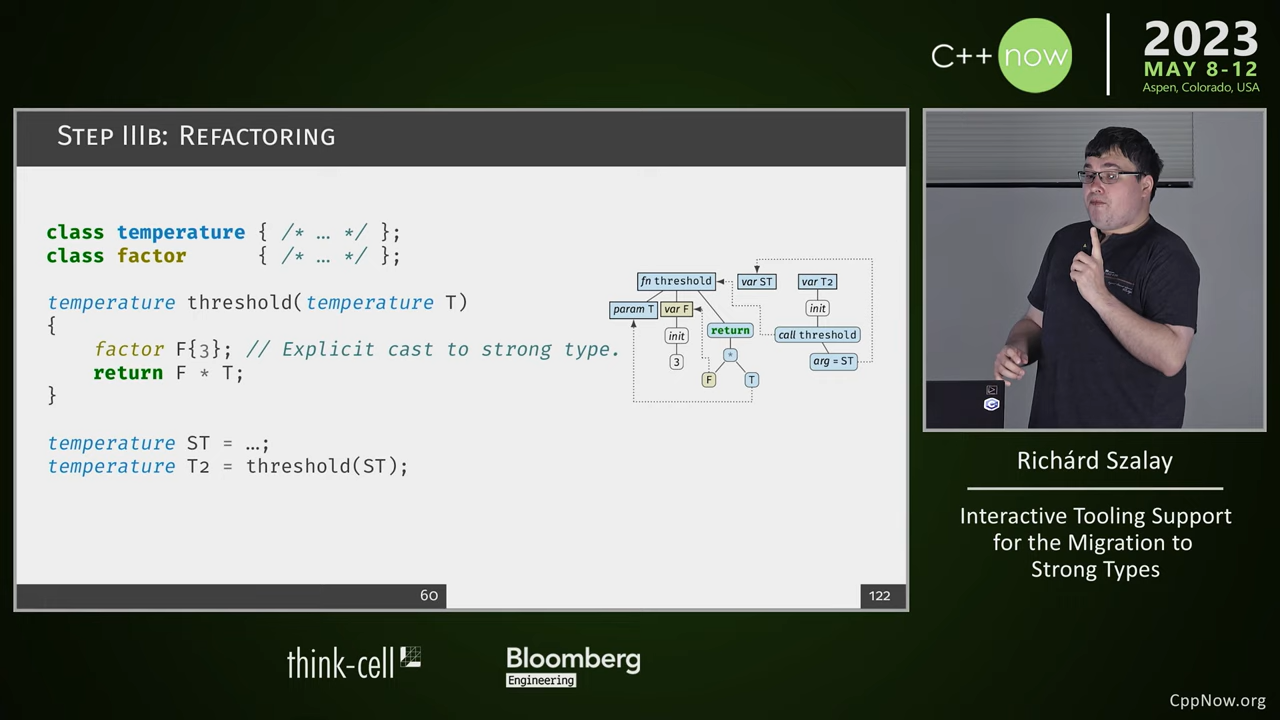 C++ now
2023
MAY 8-12
Aspen, Colorado, USA
STEP IIIB: REFACTORING
class temperature { /* … */ };
class factor { /* … */ };
temperature threshold(temperature T)
{
factor F{3}; // Explicit cast to strong type.
return F * T;
}
temperature ST = …;
temperature T2 = threshold(ST);
fn threshold
var ST
var T2
param T
var F
init
return
init
call threshold
3
*
arg = ST
F
T
60
122
Richárd Szalay
Interactive Tooling Support
for the Migration to
Strong Types
think-cell
Bloomberg
Engineering
CppNow.org